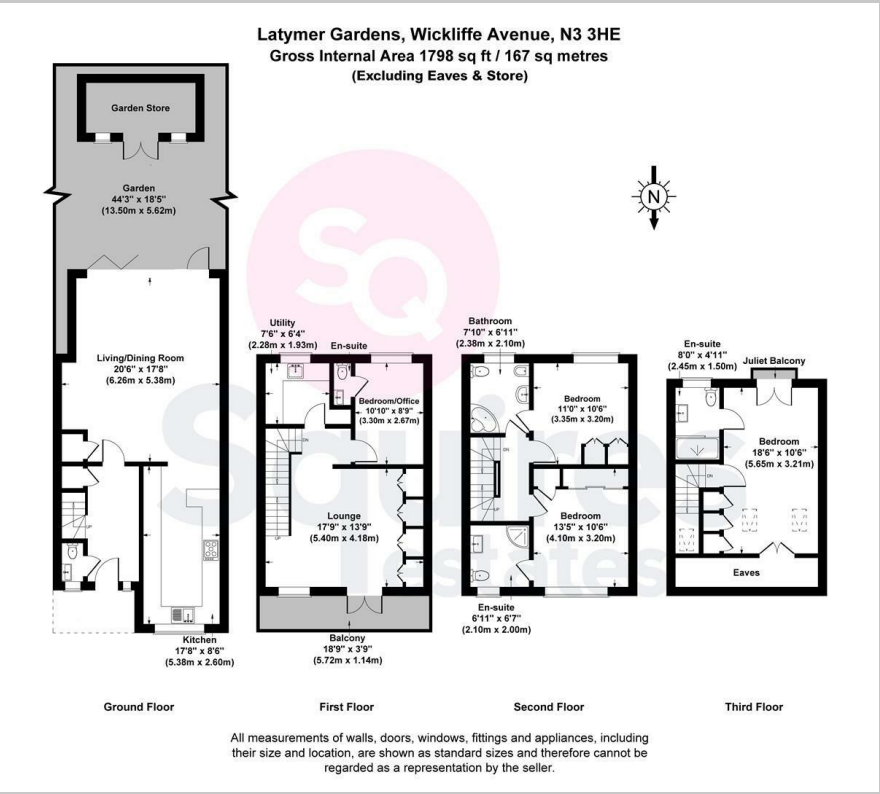 Latymer Gardens, Wickliffe Avenue, N3 3HE
Gross Internal Area 1798 sq ft / 167 sq metres
(Excluding Eaves & Store)
Garden Store
Garden
44'3" x 18'5"
(13.50m x 5.62m)
N
SQ
Squires
estates
Living/Dining Room
20'6" x 17'8"
(6.26m x 5.38m)
UP
Kitchen
17'8" x 8'6"
(5.38m x 2.60m)
Utility
7'6" x 6'4"
(2.28m x 1.93m)
En-suite
Bedroom/Office
10'10" x 8'9"
(3.30m x 2.67m)
DN
Lounge
17'9" x 13'9"
(5.40m x 4.18m)
UP
Balcony
18'9" x 3'9"
(5.72m x 1.14m)
Bathroom
7'10" x 6'11"
(2.38m x 2.10m)
Bedroom
11'0" x 10'6"
(3.35m x 3.20m)
DN
UP
Bedroom
13'5" x 10'6"
(4.10m x 3.20m)
En-suite
6'11" x 6'7"
(2.10m x 2.00m)
En-suite
8'0" x 4'11"
(2.45m x 1.50m)
Juliet Balcony
Bedroom
18'6" x 10'6"
(5.65m x 3.21m)
DN
Eaves
Ground Floor
First Floor
Second Floor
Third Floor
All measurements of walls, doors, windows, fittings and appliances, including
their size and location, are shown as standard sizes and therefore cannot be
regarded as a representation by the seller.